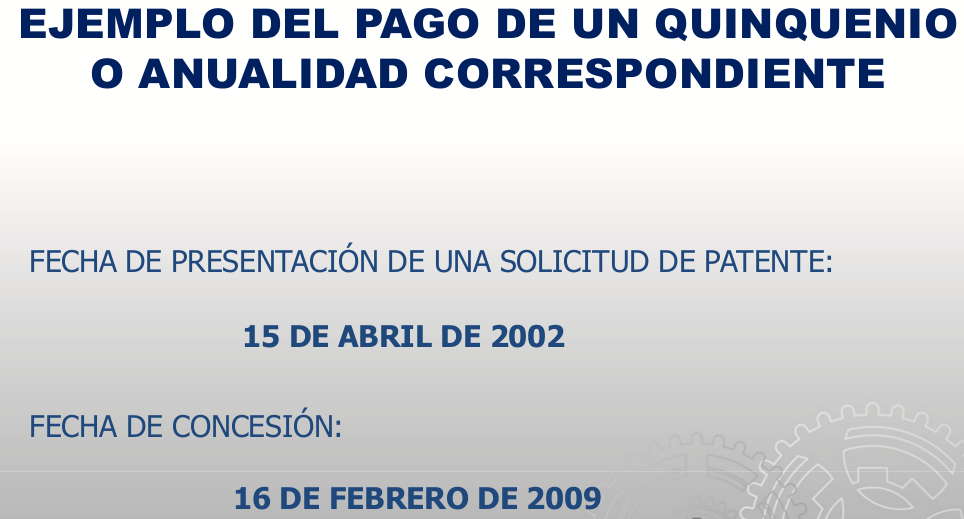 EJEMPLO DEL PAGO DE UN QUINQUENIO
O ANUALIDAD CORRESPONDIENTE
FECHA DE PRESENTACIÓN DE UNA SOLICITUD DE PATENTE:
15 DE ABRIL DE 2002
FECHA DE CONCESIÓN:
16 DE FEBRERO DE 2009